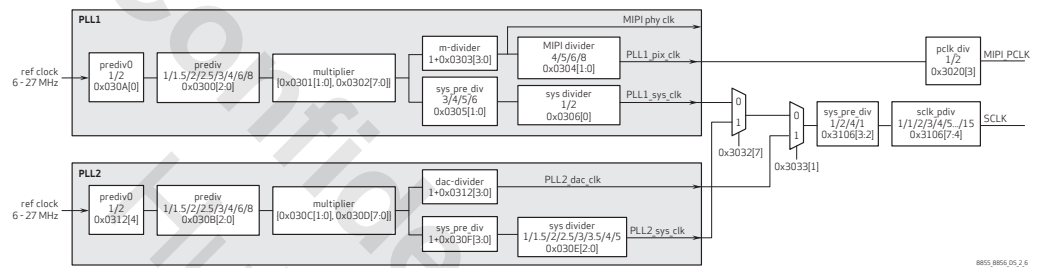 PLL1
MIPI phy clk
ref clock
6 - 27 MHz
prediv0
1/2
0x030A[0]
prediv
1/1.5/2/2.5/3/4/6/8
0x0300[2:0]
multiplier
{0x0301[1:0], 0x0302[7:0]}
m-divider
1+0x0303[3:0]
MIPI divider
4/5/6/8
0x0304[1:0]
PLL1_pix_clk
pclk div
1/2
0x3020[3]
MIPI PCLK
sys_pre_div
3/4/5/6
0x0305[1:0]
sys divider
1/2
0x0306[0]
PLL1_sys_clk
0
1
0x3032[7]
0
1
0x3033[1]
sys_pre_div
1/2/4/1
0x3106[3:2]
sclk_pdiv
1/1/2/3/4/5.../15
0x3106[7:4]
SCLK
PLL2
ref clock
6 - 27 MHz
prediv0
1/2
0x0312[4]
prediv
1/1.5/2/2.5/3/4/6/8
0x030B[2:0]
multiplier
{0x030C[1:0], 0x030D[7:0]}
dac-divider
1+0x0312[3:0]
PLL2_dac_clk
sys_pre_div
1+0x030F[3:0]
sys divider
1/1.5/2/2.5/3/3.5/4/5
0x030E[2:0]
PLL2_sys_clk
8855_8856_DS_2_6